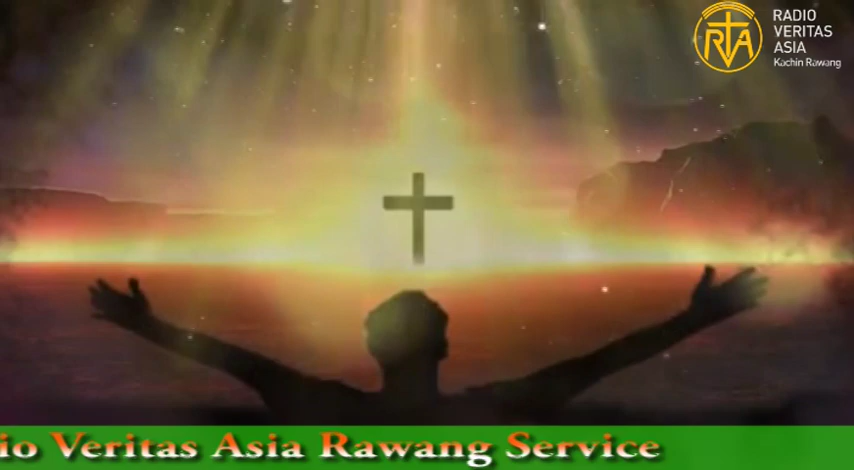 RVA
RADIO
VERITAS
ASIA
Kachin Rawang
io Veritas Asia Rawang Service